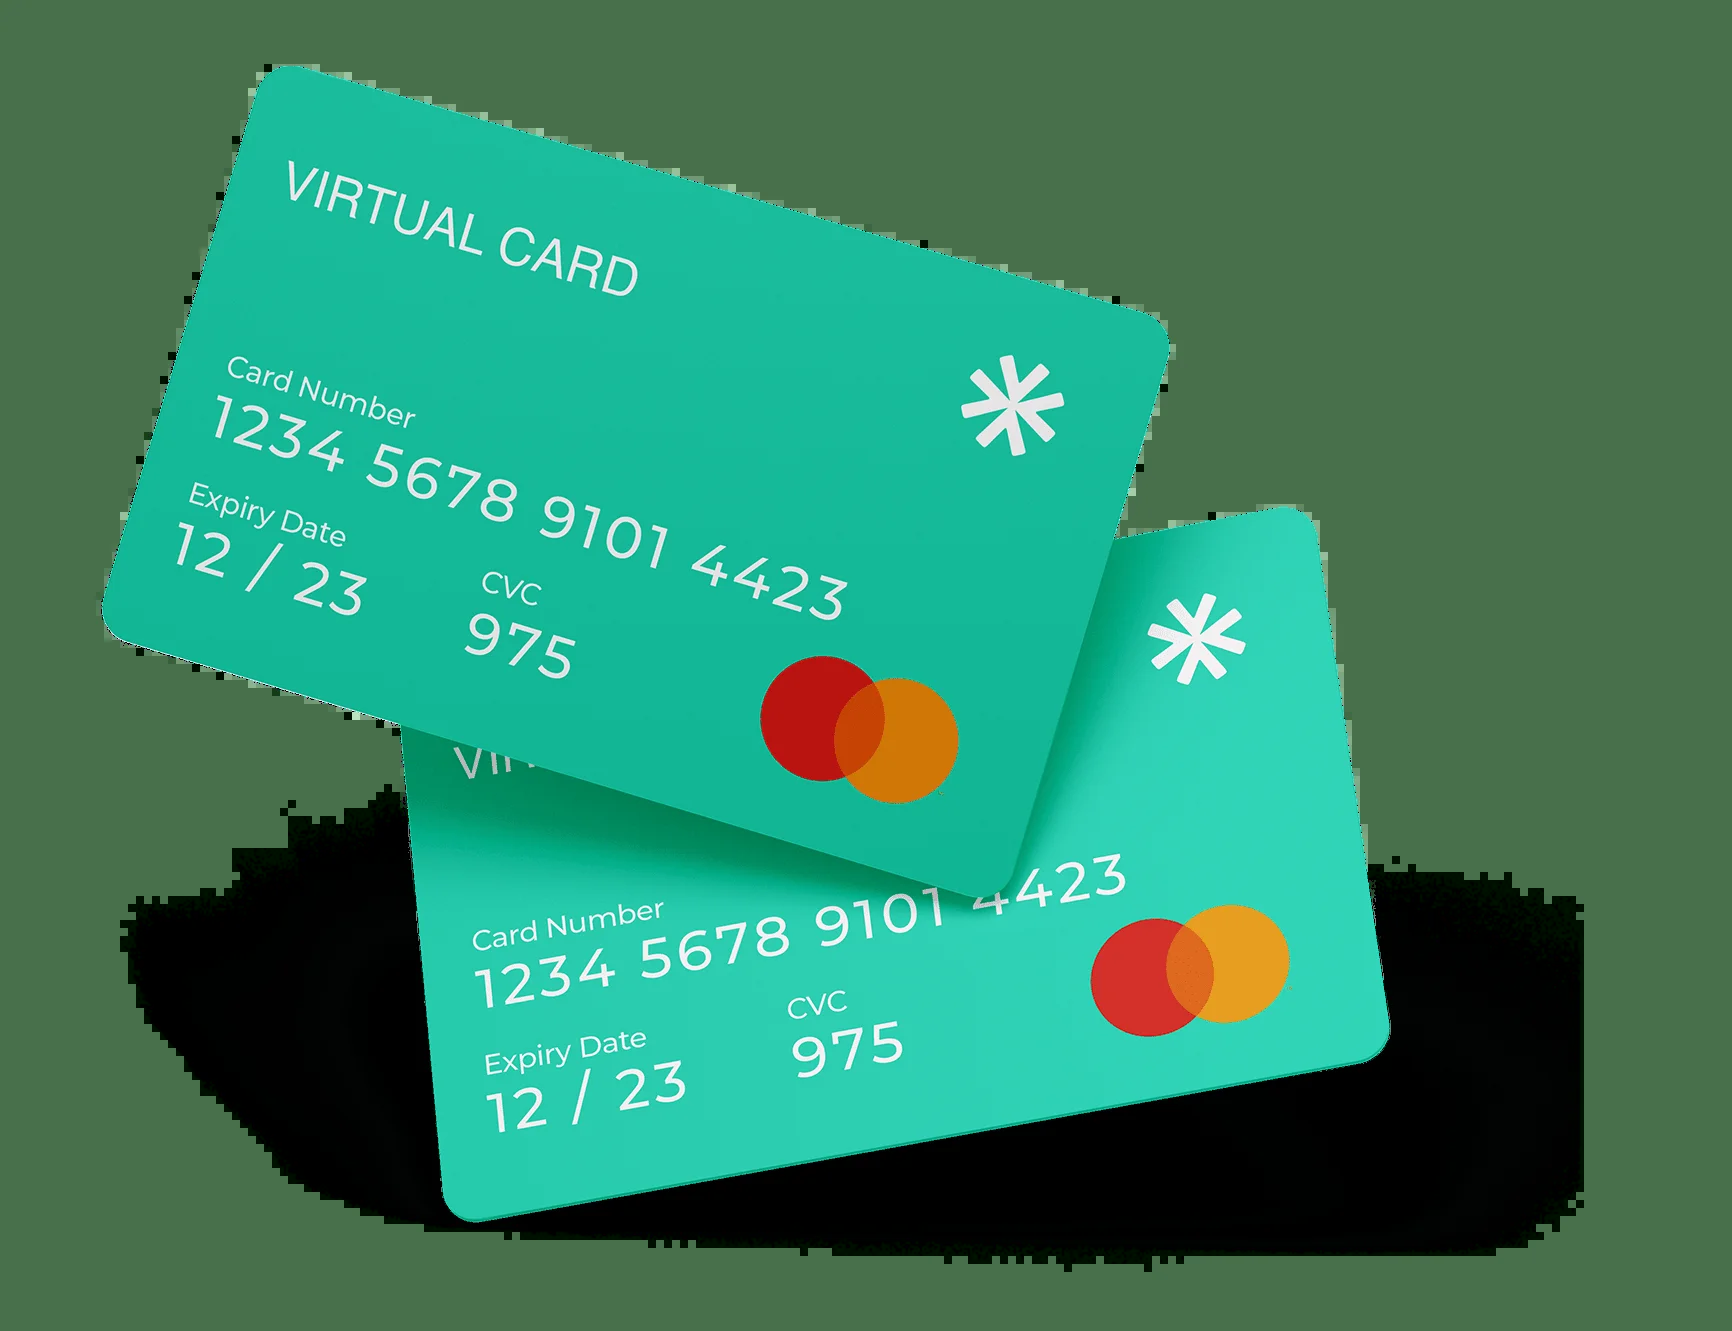 VIRTUAL CARD
Card Number
1234 5678 9101 4423
Expiry Date
12 / 23
CVC
975
Card Number
1234 5678 9101 4423
Expiry Date
12 / 23
CVC
975